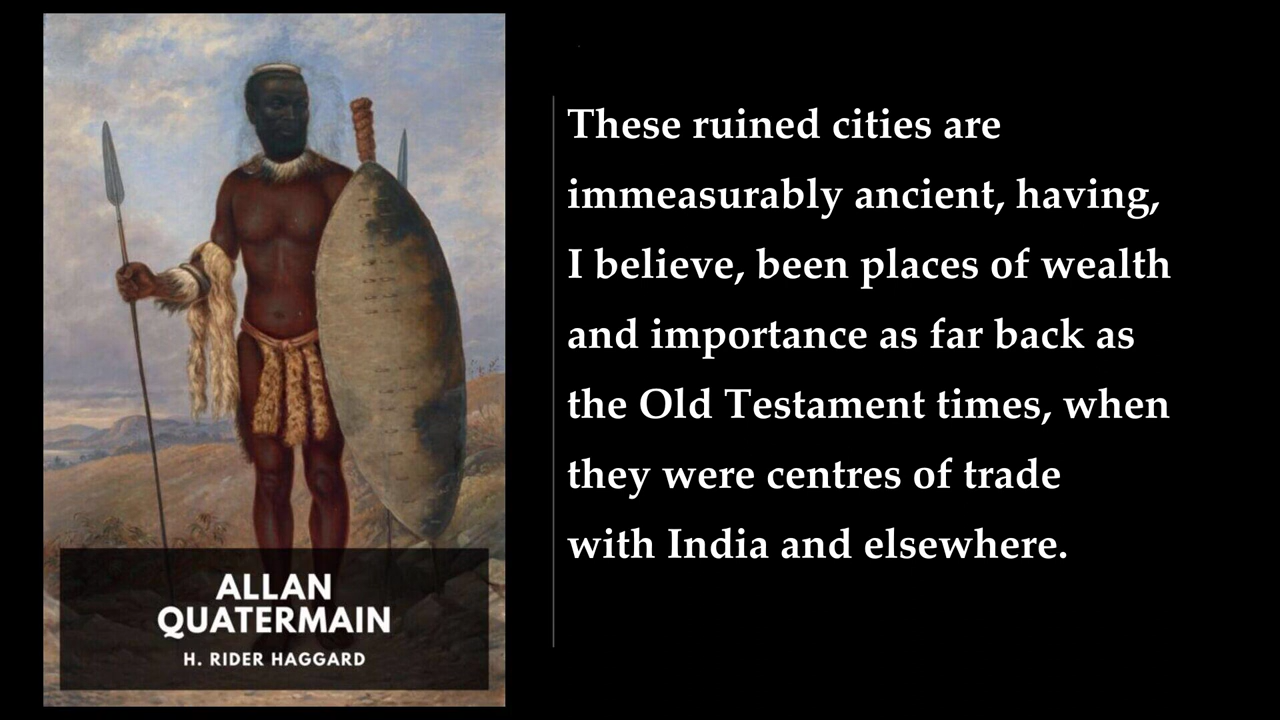 These ruined cities are
immeasurably ancient, having,
I believe, been places of wealth
and importance as far back as
the Old Testament times, when
they were centres of trade
with India and elsewhere.
ALLAN
QUATERMAIN
H. RIDER HAGGARD